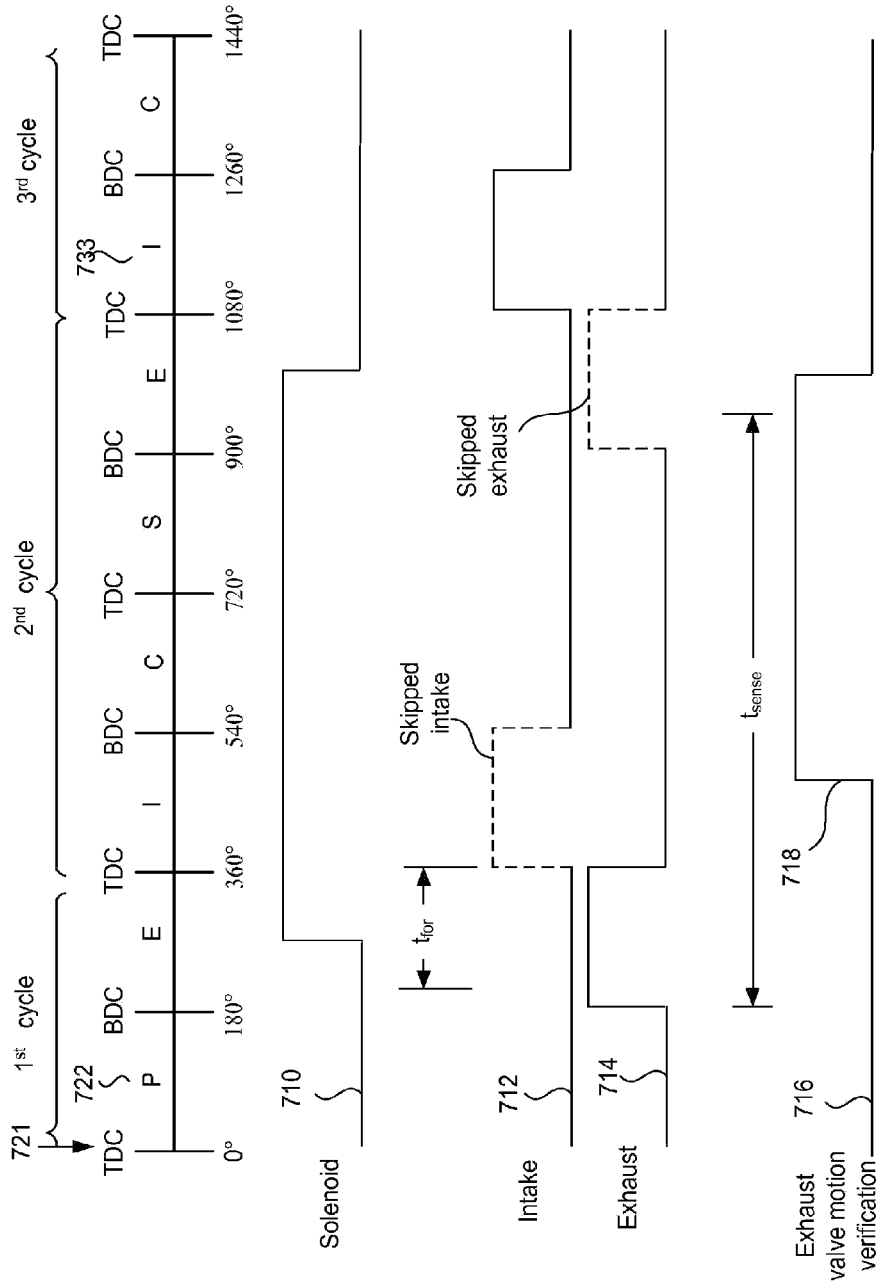 1st cycle
2nd cycle
3rd cycle
721
722
733
TDC
BDC
TDC
BDC
TDC
BDC
TDC
BDC
TDC
P
E
I
C
S
E
I
C
0°
180°
360°
540°
720°
900°
1080°
1260°
1440°
Solenoid
710
tfor
Skipped
intake
Skipped
exhaust
Intake
712
Exhaust
714
tsense
718
716
Exhaust
valve motion
verification